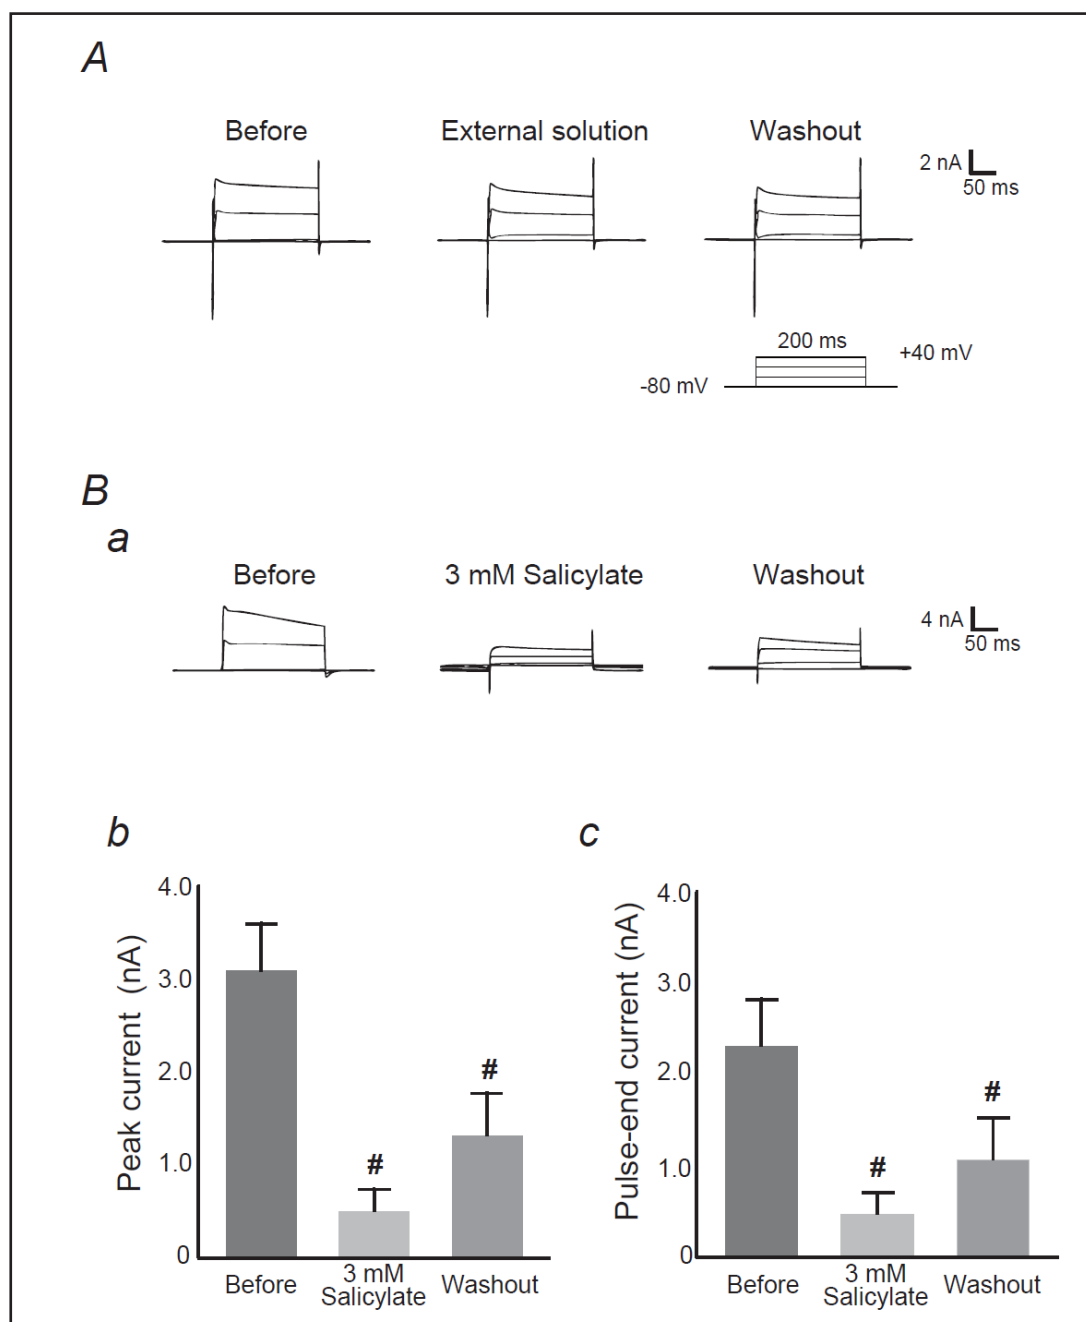 A
Before
External solution
Washout
2 nA
50 ms
200 ms
+40 mV
-80 mV
B
a
Before
3 mM Salicylate
Washout
4 nA
50 ms
b
Peak current (nA)
4.0
3.0
2.0
1.0
0
#
#
Before
3 mM
Salicylate
Washout
c
Pulse-end current (nA)
4.0
3.0
2.0
1.0
0
#
#
Before
3 mM
Salicylate
Washout